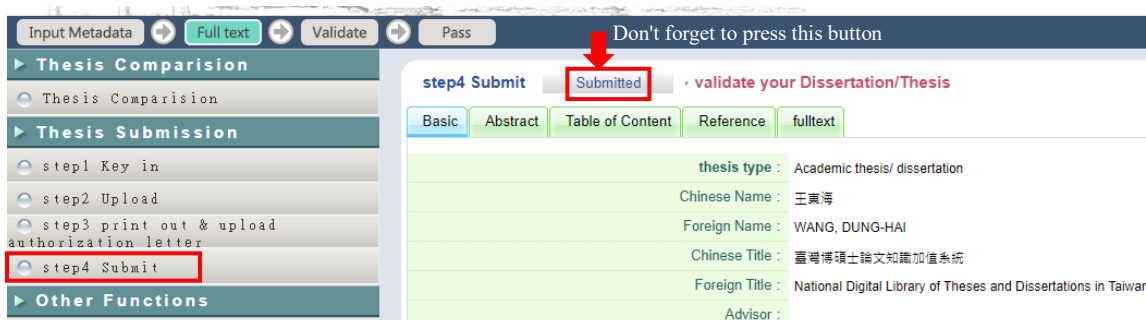 Input Metadata Full text Validate Pass Don't forget to press this button
Thesis Comparision
Thesis Comparision
Thesis Submission
step1 Key in
step2 Upload
step3 print out & upload
authorization letter
step4 Submit
Other Functions
step4 Submit Submitted , validate your Dissertation/Thesis
Basic Abstract Table of Content Reference fulltext
thesis type : Academic thesis/ dissertation
Chinese Name : 王東海
Foreign Name : WANG, DUNG-HAI
Chinese Title : 臺灣博碩士論文知識加值系統
Foreign Title : National Digital Library of Theses and Dissertations in Taiwan
Advisor :